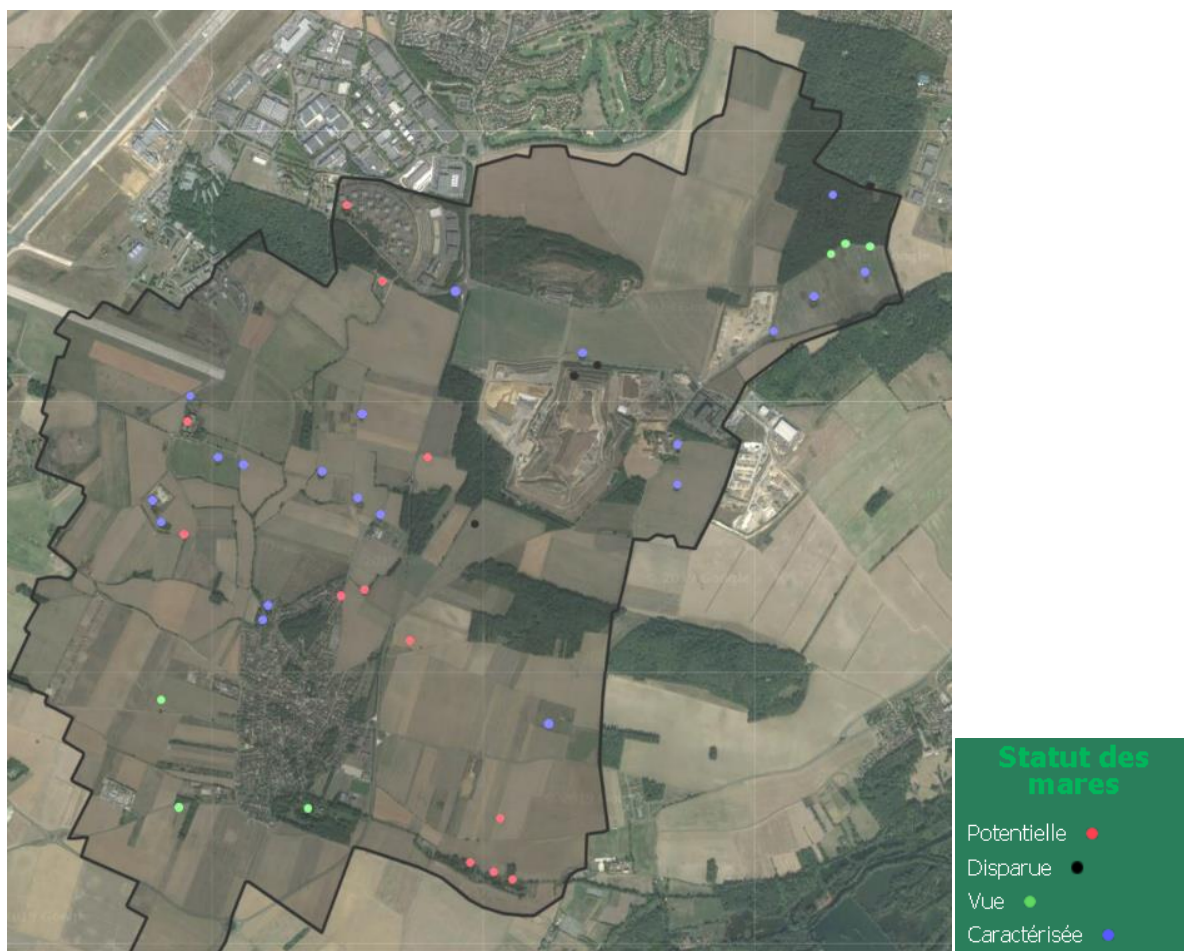 Statut des
mares
Potentielle
Disparue
Vue
Caractérisée